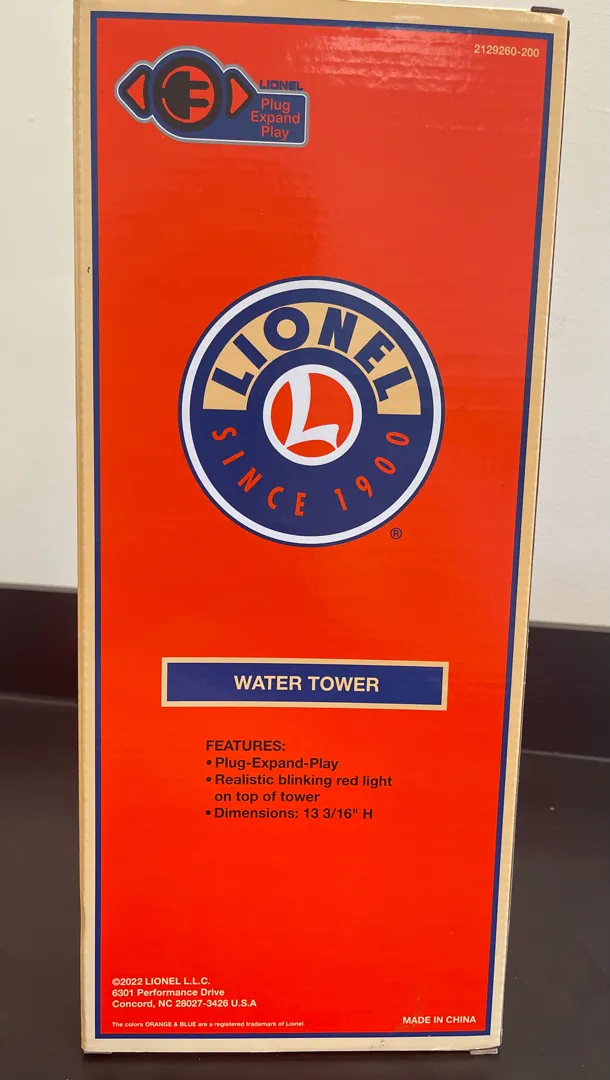 2129260-200
LIONEL
Plug
Expand
Play
LIONEL
L
SINCE 1900
®
WATER TOWER
FEATURES:
• Plug-Expand-Play
• Realistic blinking red light
on top of tower
• Dimensions: 13 3/16" H
©2022 LIONEL L.L.C.
6301 Performance Drive
Concord, NC 28027-3426 U.S.A
The colors ORANGE & BLUE are a registered trademark of Lionel.
MADE IN CHINA